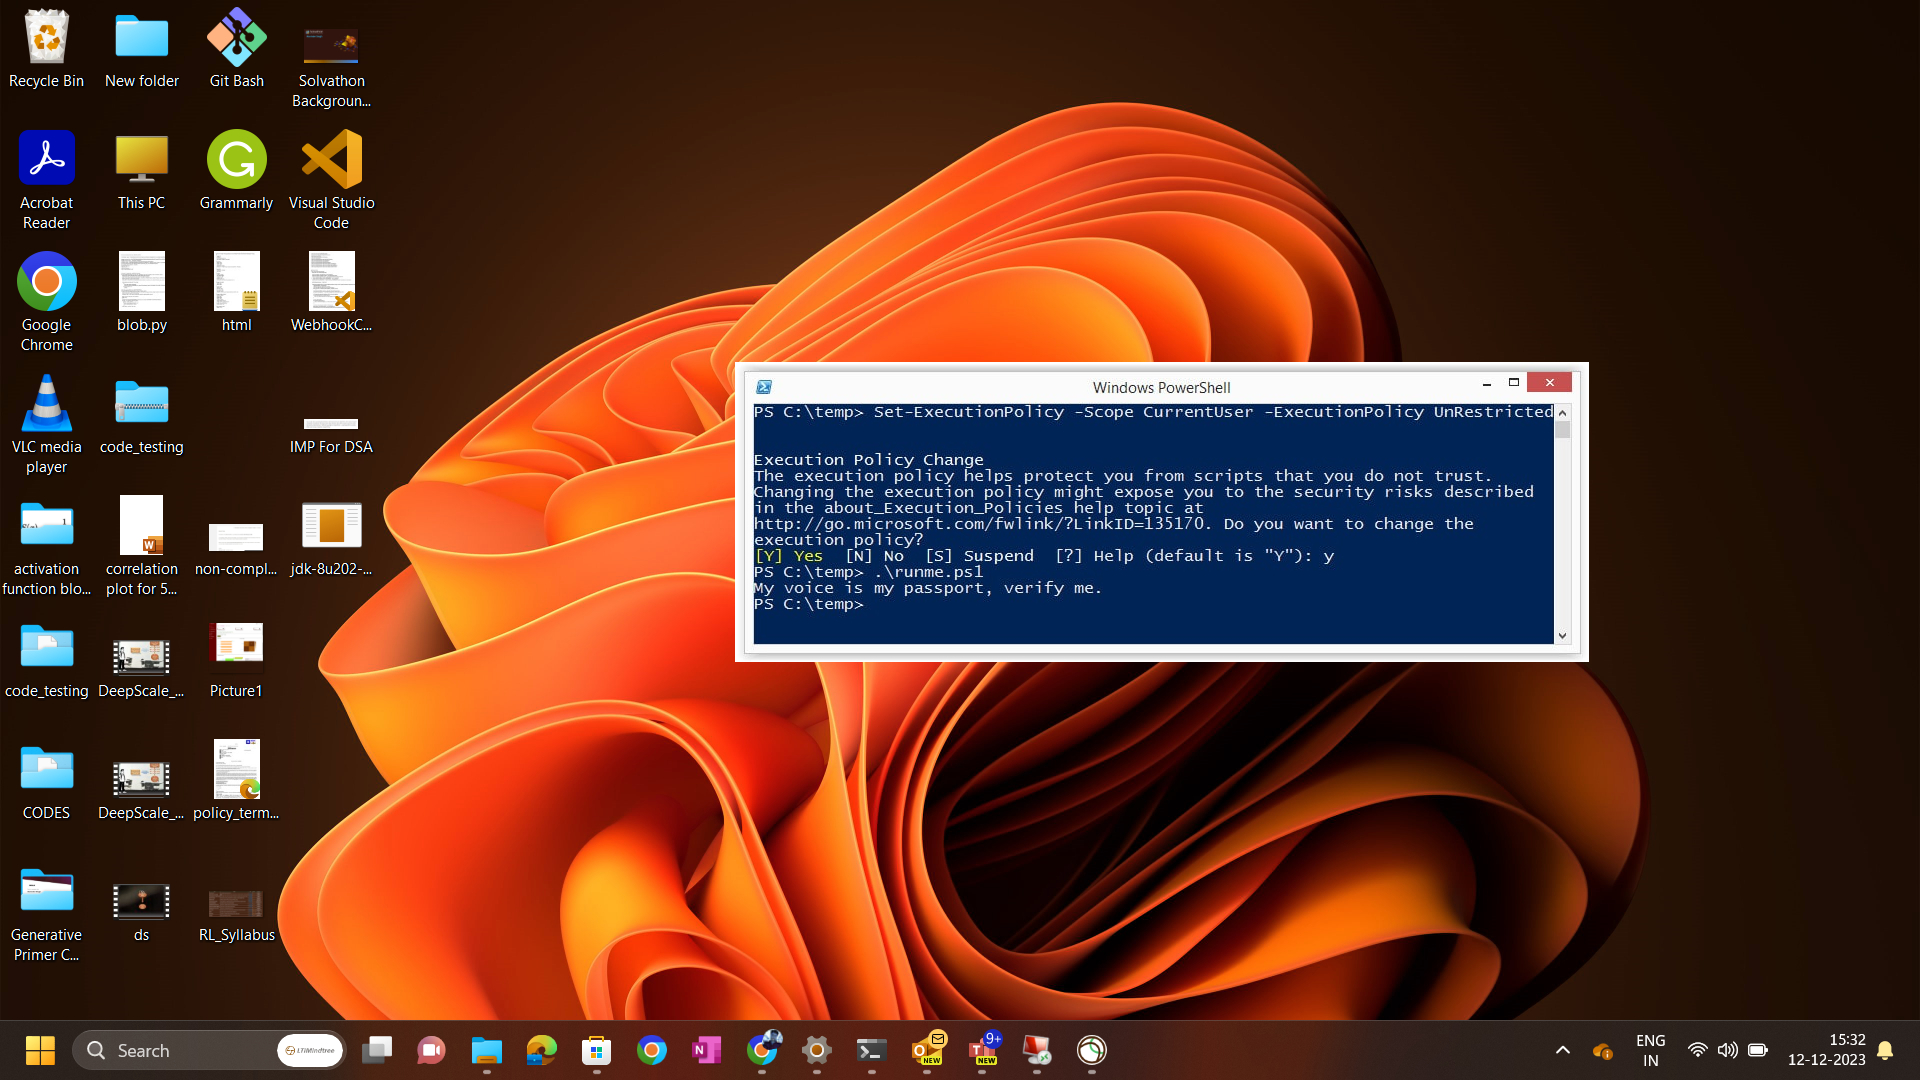 Recycle Bin
New folder
Git Bash
Solvathon
Backgroun...
Acrobat
Reader
This PC
Grammarly
Visual Studio
Code
Google
Chrome
blob.py
html
WebhookC...
VLC media
player
code_testing
IMP For DSA
activation
function blo...
correlation
plot for 5...
non-compl...
jdk-8u202-...
code_testing
DeepScale_...
Picture1
CODES
DeepScale_...
policy_term...
Generative
Primer C...
ds
RL_Syllabus
Windows PowerShell
PS C:\temp> Set-ExecutionPolicy -Scope CurrentUser -ExecutionPolicy UnRestricted
Execution Policy Change
The execution policy helps protect you from scripts that you do not trust.
Changing the execution policy might expose you to the security risks described
in the about_Execution_Policies help topic at
http://go.microsoft.com/fwlink/?LinkID=135170. Do you want to change the
execution policy?
[Y] Yes  [N] No  [S] Suspend  [?] Help (default is "Y"): y
PS C:\temp> .\runme.ps1
My voice is my passport, verify me.
PS C:\temp>
Search
LTIMindtree
NEW
9+
NEW
ENG
IN
15:32
12-12-2023